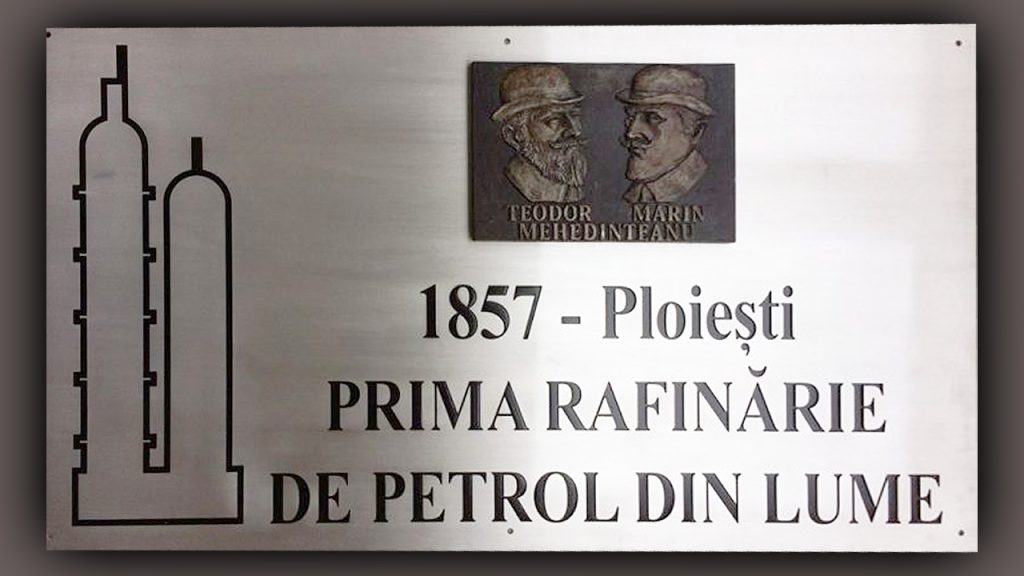 TEODOR MARIN
MEHEDINTEANU
1857 - Ploiești
PRIMA RAFINĂRIE
DE PETROL DIN LUME